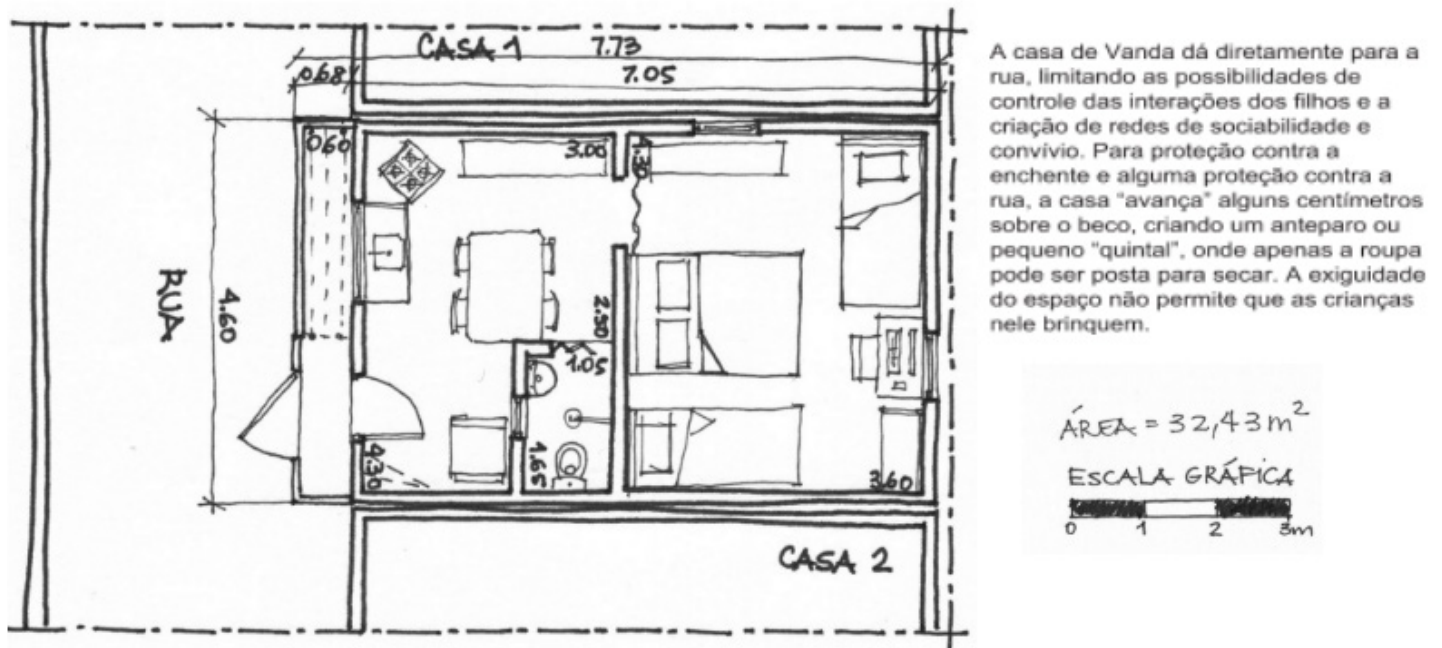 CASA 1
7.73
0.68
7.05
0.60
3.00
4.30
RUA
4.60
2.50
1.05
1.65
4.30
3.60
CASA 2
A casa de Vanda dá diretamente para a
rua, limitando as possibilidades de
controle das interações dos filhos e a
criação de redes de sociabilidade e
convívio. Para proteção contra a
enchente e alguma proteção contra a
rua, a casa “avança” alguns centímetros
sobre o beco, criando um anteparo ou
pequeno “quintal”, onde apenas a roupa
pode ser posta para secar. A exiguidade
do espaço não permite que as crianças
nele brinquem.
ÁREA = 32,43 m²
ESCALA GRÁFICA
0 1 2 3m